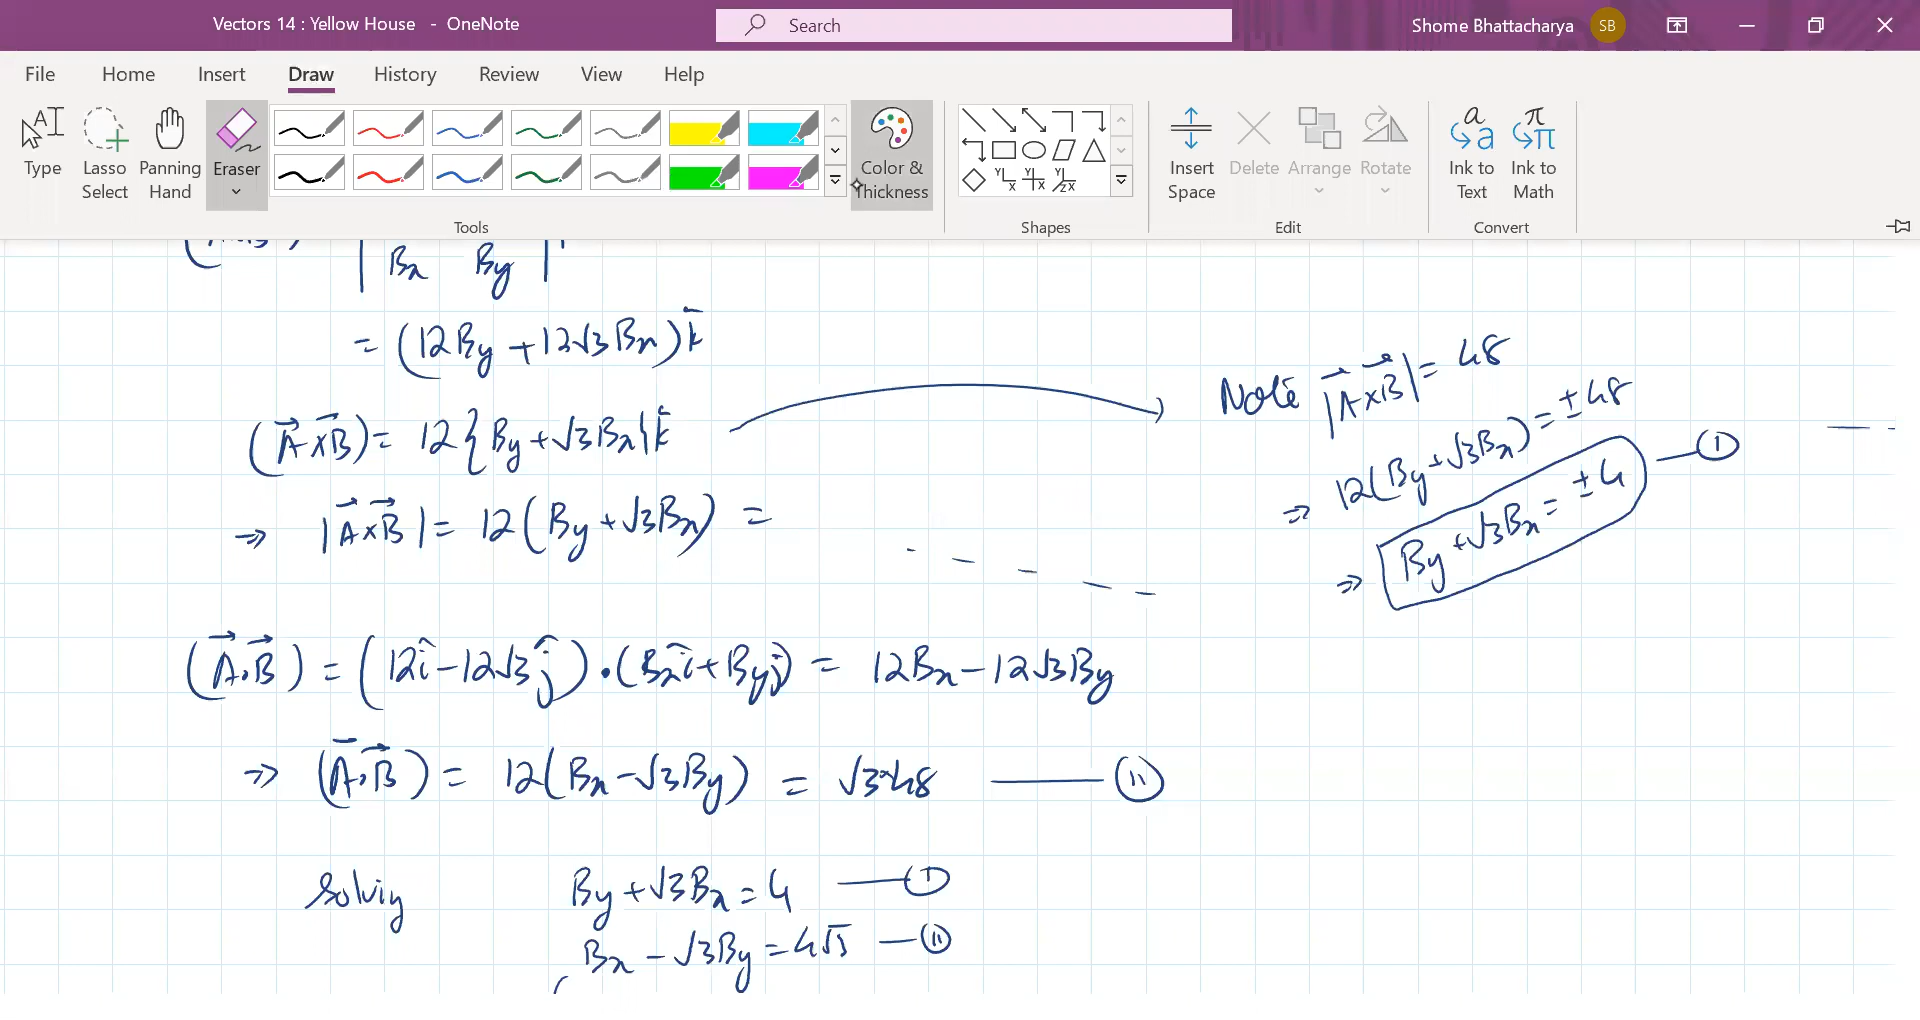 Vectors 14 : Yellow House - OneNote
Search
Shome Bhattacharya SB
File Home Insert Draw History Review View Help
Type
Lasso Select
Panning Hand
Eraser
Color & Thickness
Insert Space
Delete
Arrange
Rotate
Ink to Text
Ink to Math
Tools Shapes Edit Convert
| Bx By |
= (12By + 12√3Bx)k̂
(A⃗×B⃗) = 12{By + √3Bx}k̂
⇒ |A⃗×B⃗| = 12(By + √3Bx) =
Note |A⃗×B⃗| = 48
⇒ 12(By + √3Bx) = ±48
⇒ By + √3Bx = ±4 — (I)
(A⃗.B⃗) = (12î - 12√3ĵ)•(Bxî + Byĵ) = 12Bx - 12√3By
⇒ (A⃗.B⃗) = 12(Bx - √3By) = √3×48 — (II)
Solviy By + √3Bx = 4 — (I)
Bx - √3By = 4√3 — (II)